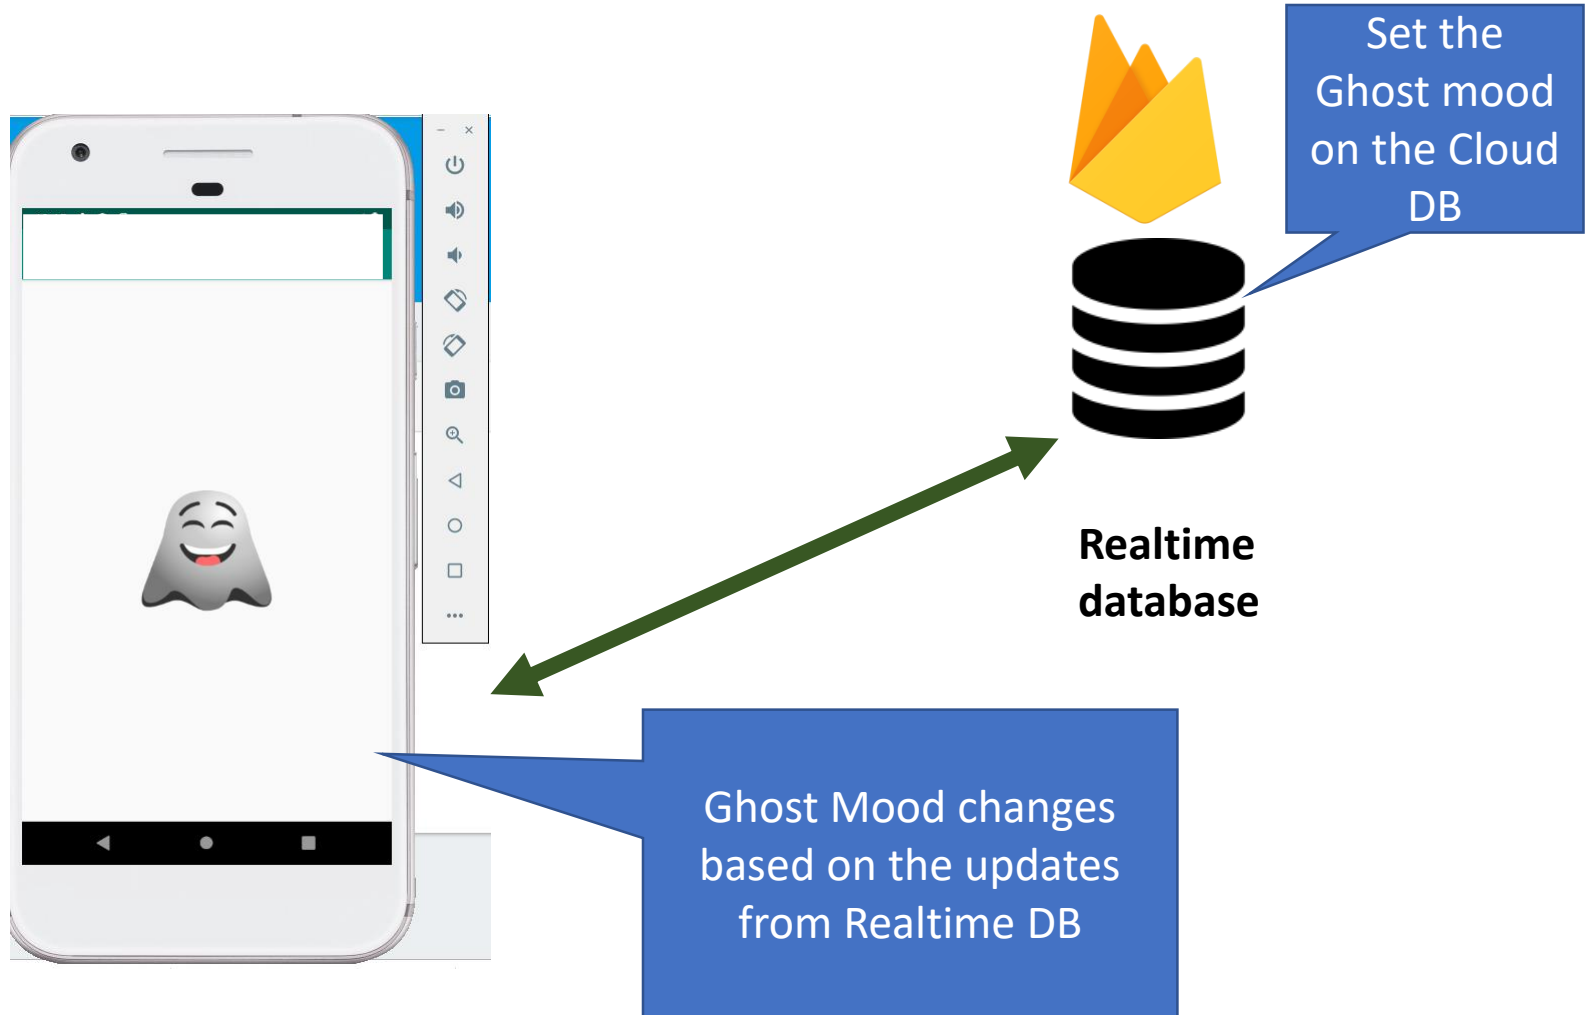 Set the
Ghost mood
on the Cloud
DB
Realtime
database
Ghost Mood changes
based on the updates
from Realtime DB